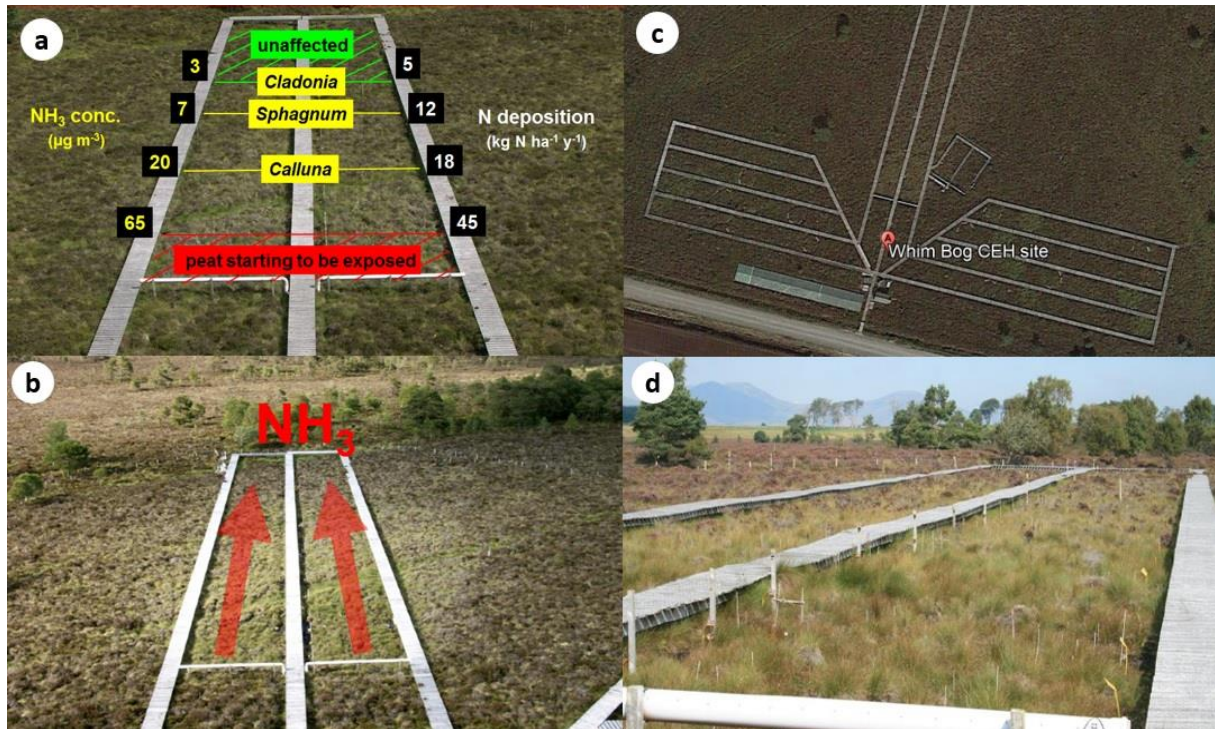 a
unaffected
3
5
Cladonia
7
Sphagnum
12
NH₃ conc.
(µg m⁻³)
N deposition
(kg N ha⁻¹ y⁻¹)
20
Calluna
18
65
45
peat starting to be exposed
b
NH₃
c
A
Whim Bog CEH site
d